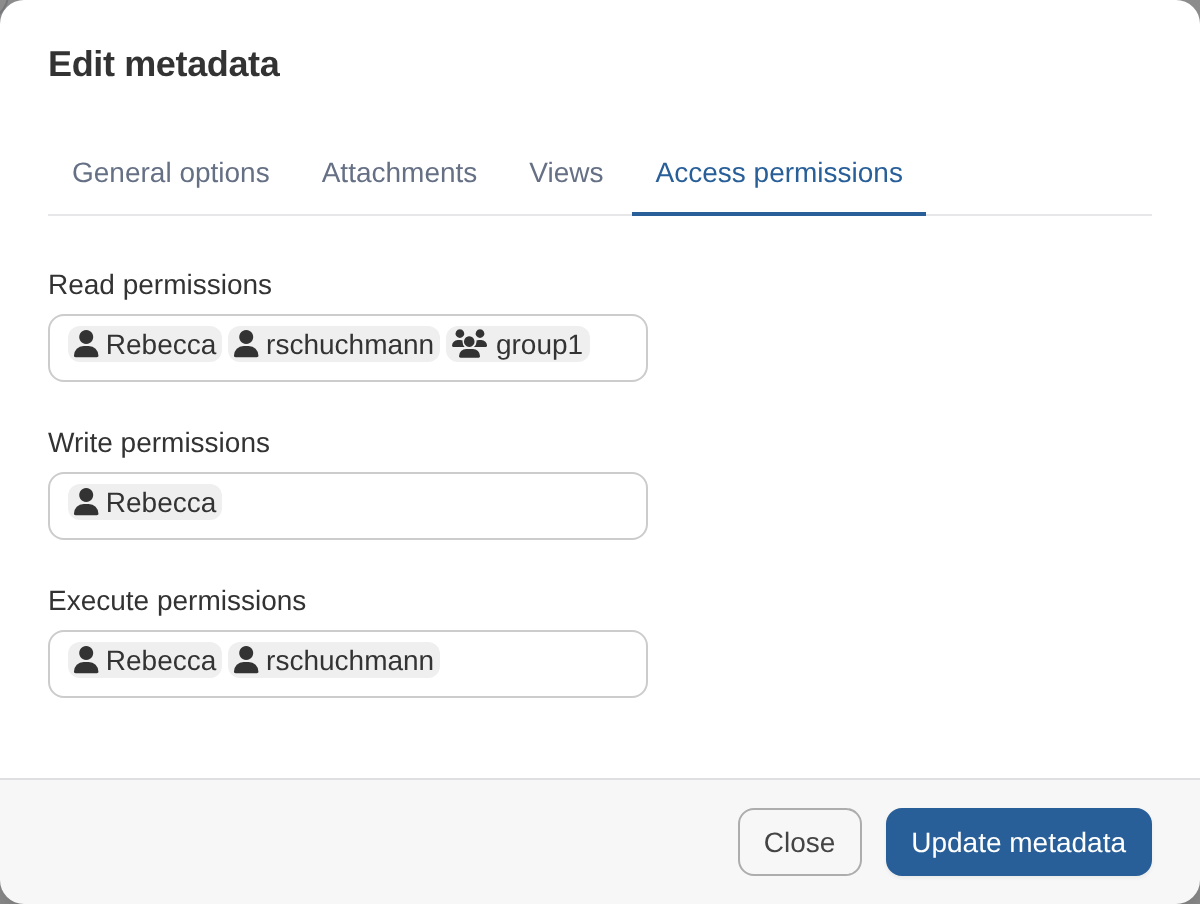 Edit metadata
General options Attachments Views Access permissions
Read permissions
Rebecca rschuchmann group1
Write permissions
Rebecca
Execute permissions
Rebecca rschuchmann
Close Update metadata